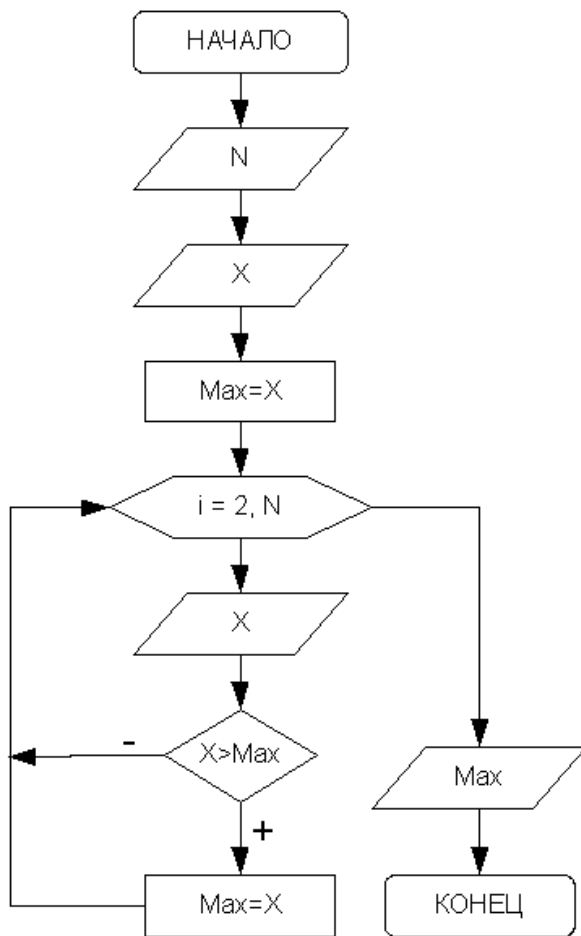 НАЧАЛО
N
X
Max=X
i = 2, N
X
-
X>Max
+
Max=X
Max
КОНЕЦ